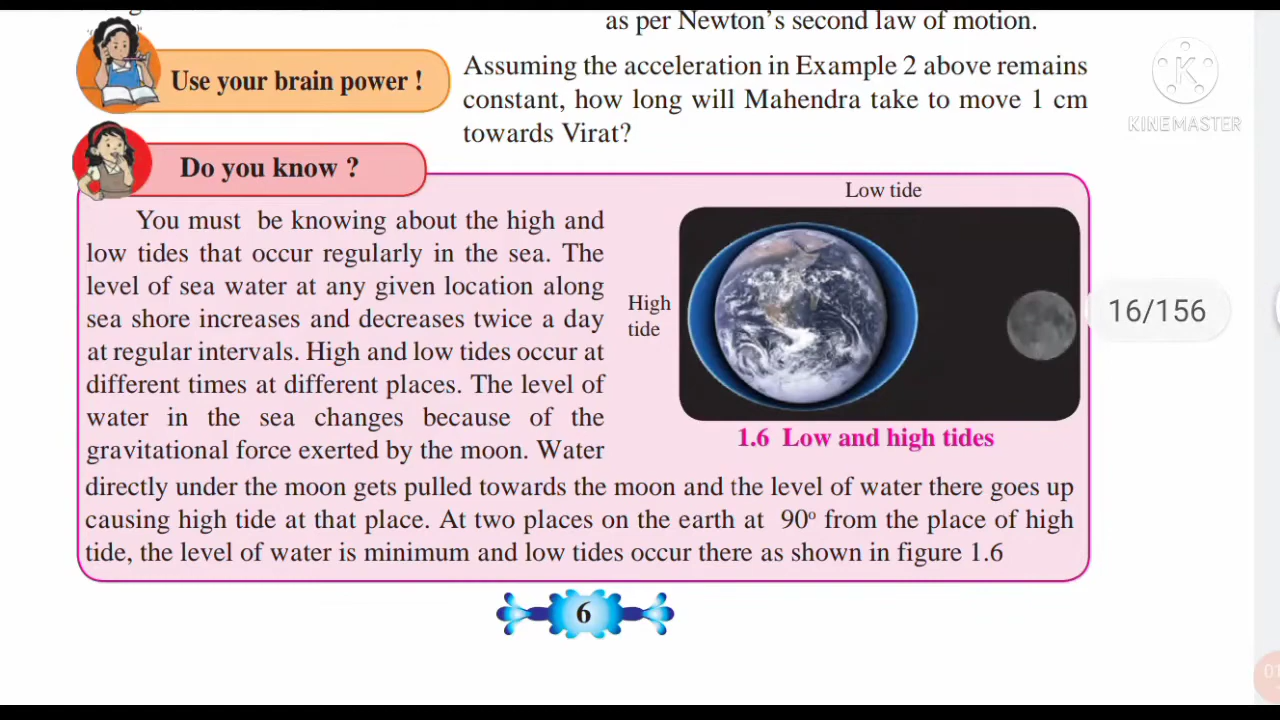 as per Newton's second law of motion.
Use your brain power !
Assuming the acceleration in Example 2 above remains
constant, how long will Mahendra take to move 1 cm
towards Virat?
Do you know ?
You must be knowing about the high and
low tides that occur regularly in the sea. The
level of sea water at any given location along
sea shore increases and decreases twice a day
at regular intervals. High and low tides occur at
different times at different places. The level of
water in the sea changes because of the
gravitational force exerted by the moon. Water
directly under the moon gets pulled towards the moon and the level of water there goes up
causing high tide at that place. At two places on the earth at 90º from the place of high
tide, the level of water is minimum and low tides occur there as shown in figure 1.6
Low tide
High
tide
1.6 Low and high tides
6
K
KINEMASTER
16/156